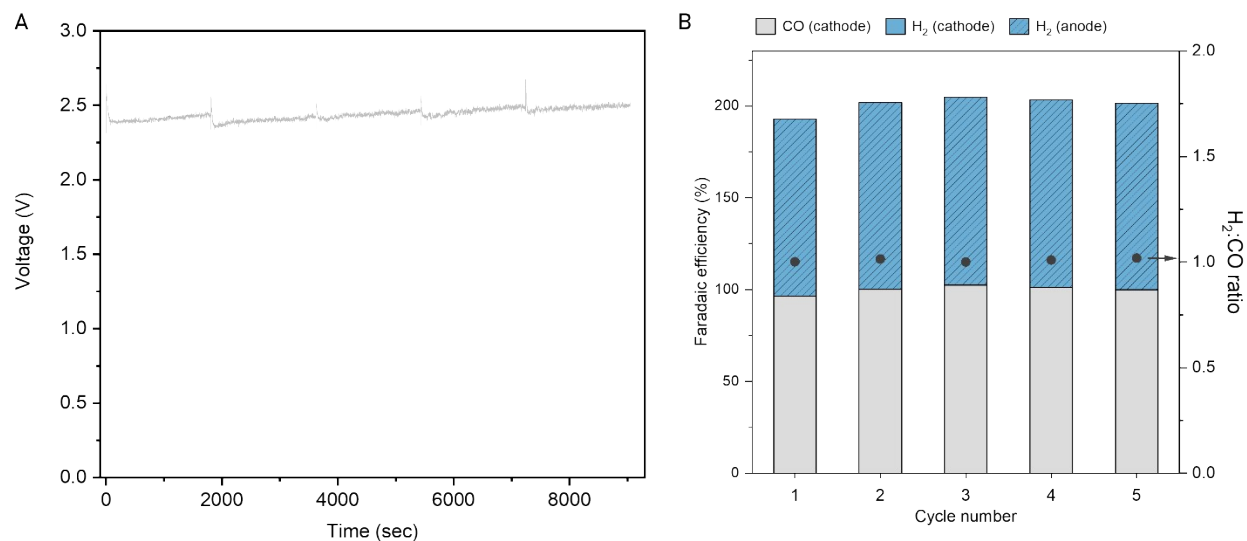 A
3.0
2.5
2.0
1.5
1.0
0.5
0.0
Voltage (V)
0 2000 4000 6000 8000
Time (sec)
B
CO (cathode) H₂ (cathode) H₂ (anode)
200
150
100
50
0
Faradaic efficiency (%)
2.0
1.5
1.0
0.5
0.0
H₂:CO ratio
1 2 3 4 5
Cycle number